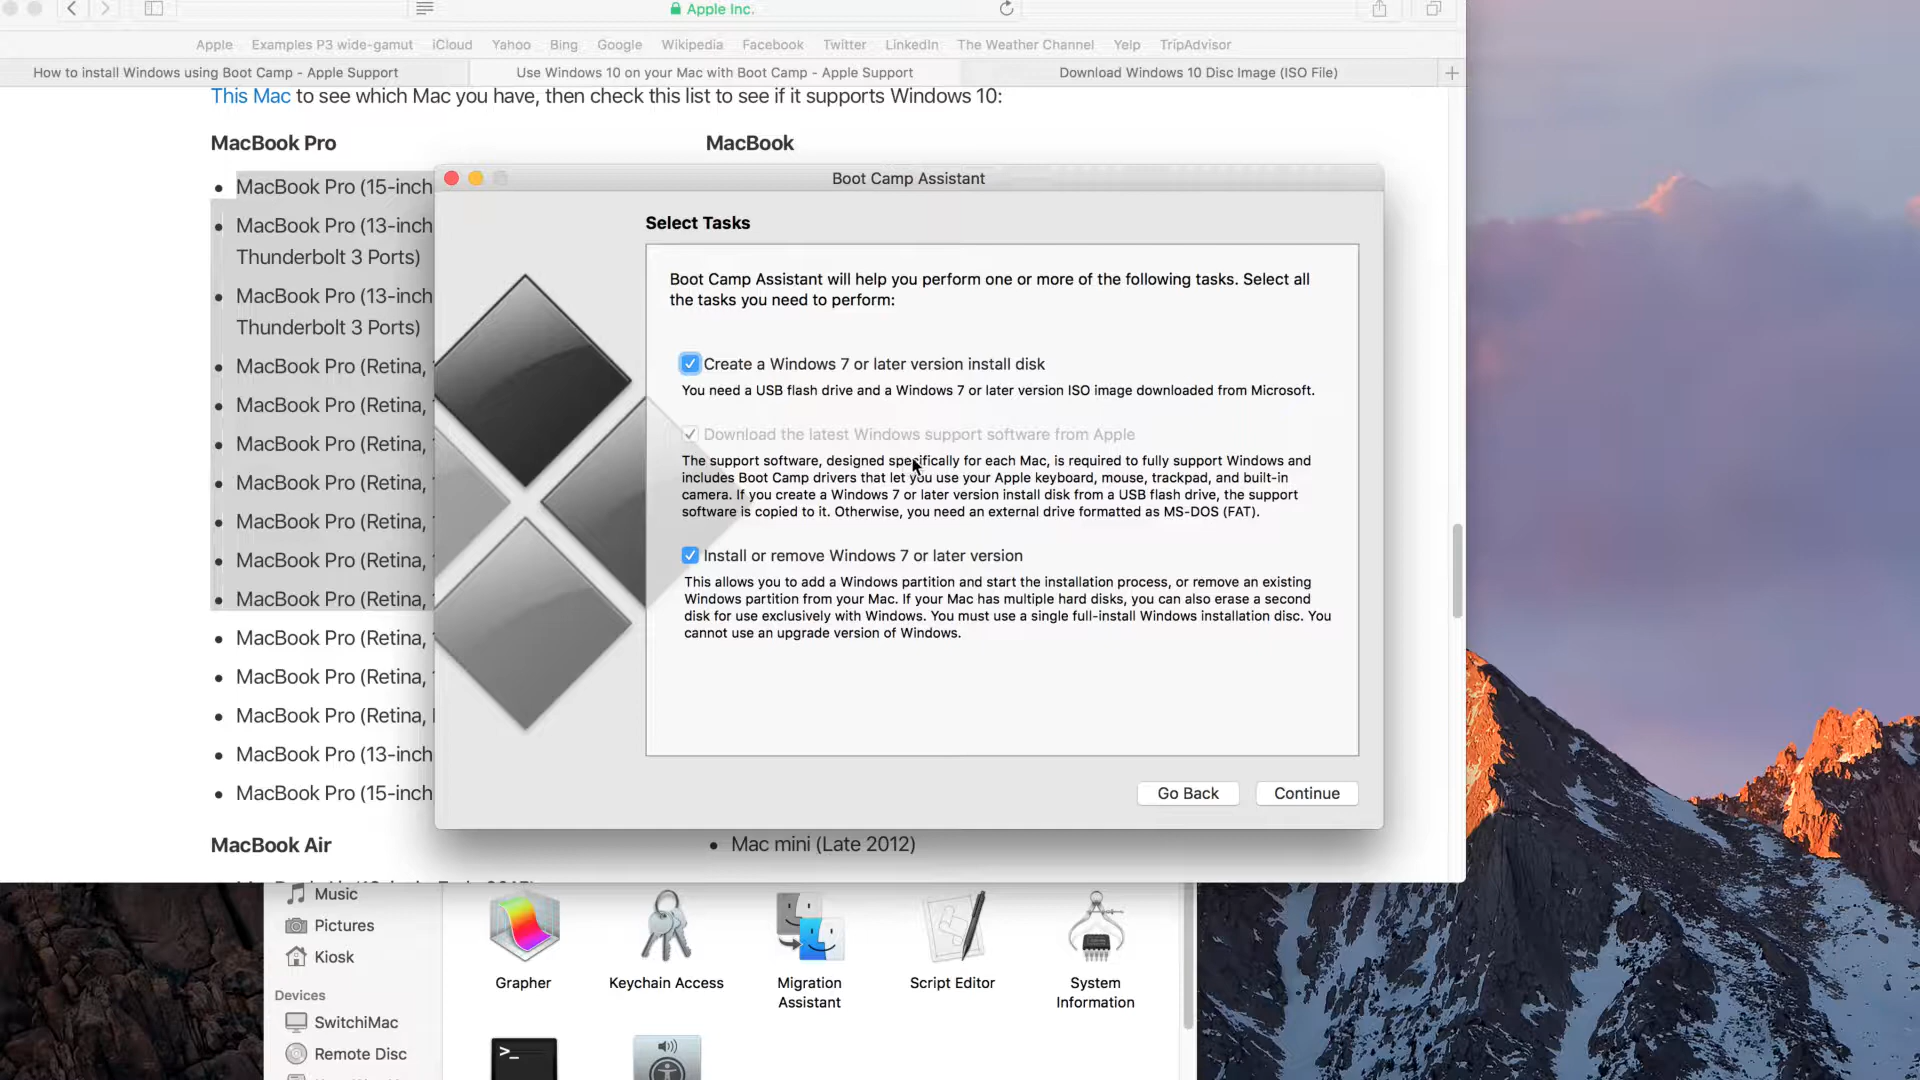 Apple Inc.
Apple Examples P3 wide-gamut iCloud Yahoo Bing Google Wikipedia Facebook Twitter LinkedIn The Weather Channel Yelp TripAdvisor
How to install Windows using Boot Camp - Apple Support
Use Windows 10 on your Mac with Boot Camp - Apple Support
Download Windows 10 Disc Image (ISO File)
This Mac to see which Mac you have, then check this list to see if it supports Windows 10:
MacBook Pro
MacBook Pro (15-inch
MacBook Pro (13-inch
Thunderbolt 3 Ports)
MacBook Pro (13-inch
Thunderbolt 3 Ports)
MacBook Pro (Retina,
MacBook Pro (Retina,
MacBook Pro (Retina,
MacBook Pro (Retina,
MacBook Pro (Retina,
MacBook Pro (Retina,
MacBook Pro (Retina,
MacBook Pro (Retina,
MacBook Pro (Retina,
MacBook Pro (Retina,
MacBook Pro (13-inch
MacBook Pro (15-inch
MacBook Air
MacBook
Mac mini (Late 2012)
Boot Camp Assistant
Select Tasks
Boot Camp Assistant will help you perform one or more of the following tasks. Select all
the tasks you need to perform:
Create a Windows 7 or later version install disk
You need a USB flash drive and a Windows 7 or later version ISO image downloaded from Microsoft.
Download the latest Windows support software from Apple
The support software, designed specifically for each Mac, is required to fully support Windows and
includes Boot Camp drivers that let you use your Apple keyboard, mouse, trackpad, and built-in
camera. If you create a Windows 7 or later version install disk from a USB flash drive, the support
software is copied to it. Otherwise, you need an external drive formatted as MS-DOS (FAT).
Install or remove Windows 7 or later version
This allows you to add a Windows partition and start the installation process, or remove an existing
Windows partition from your Mac. If your Mac has multiple hard disks, you can also erase a second
disk for use exclusively with Windows. You must use a single full-install Windows installation disc. You
cannot use an upgrade version of Windows.
Go Back
Continue
Music
Pictures
Kiosk
Devices
SwitchiMac
Remote Disc
Grapher
Keychain Access
Migration
Assistant
Script Editor
System
Information
>_